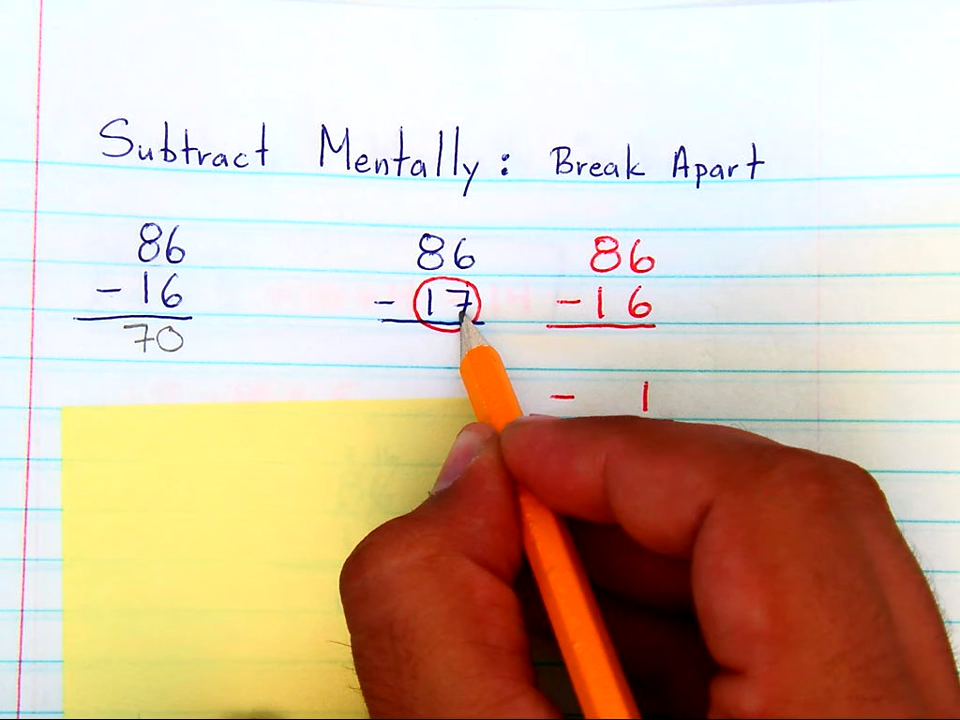 Subtract Mentally: Break Apart
86 86 86
- 16 - 17 - 16
70
- 1